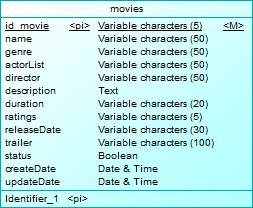 movies
id_movie <pi> Variable characters (5) <M>
name Variable characters (50)
genre Variable characters (50)
actorList Variable characters (50)
director Variable characters (50)
description Text
duration Variable characters (20)
ratings Variable characters (5)
releaseDate Variable characters (30)
trailer Variable characters (100)
status Boolean
createDate Date & Time
updateDate Date & Time
Identifier_1 <pi>